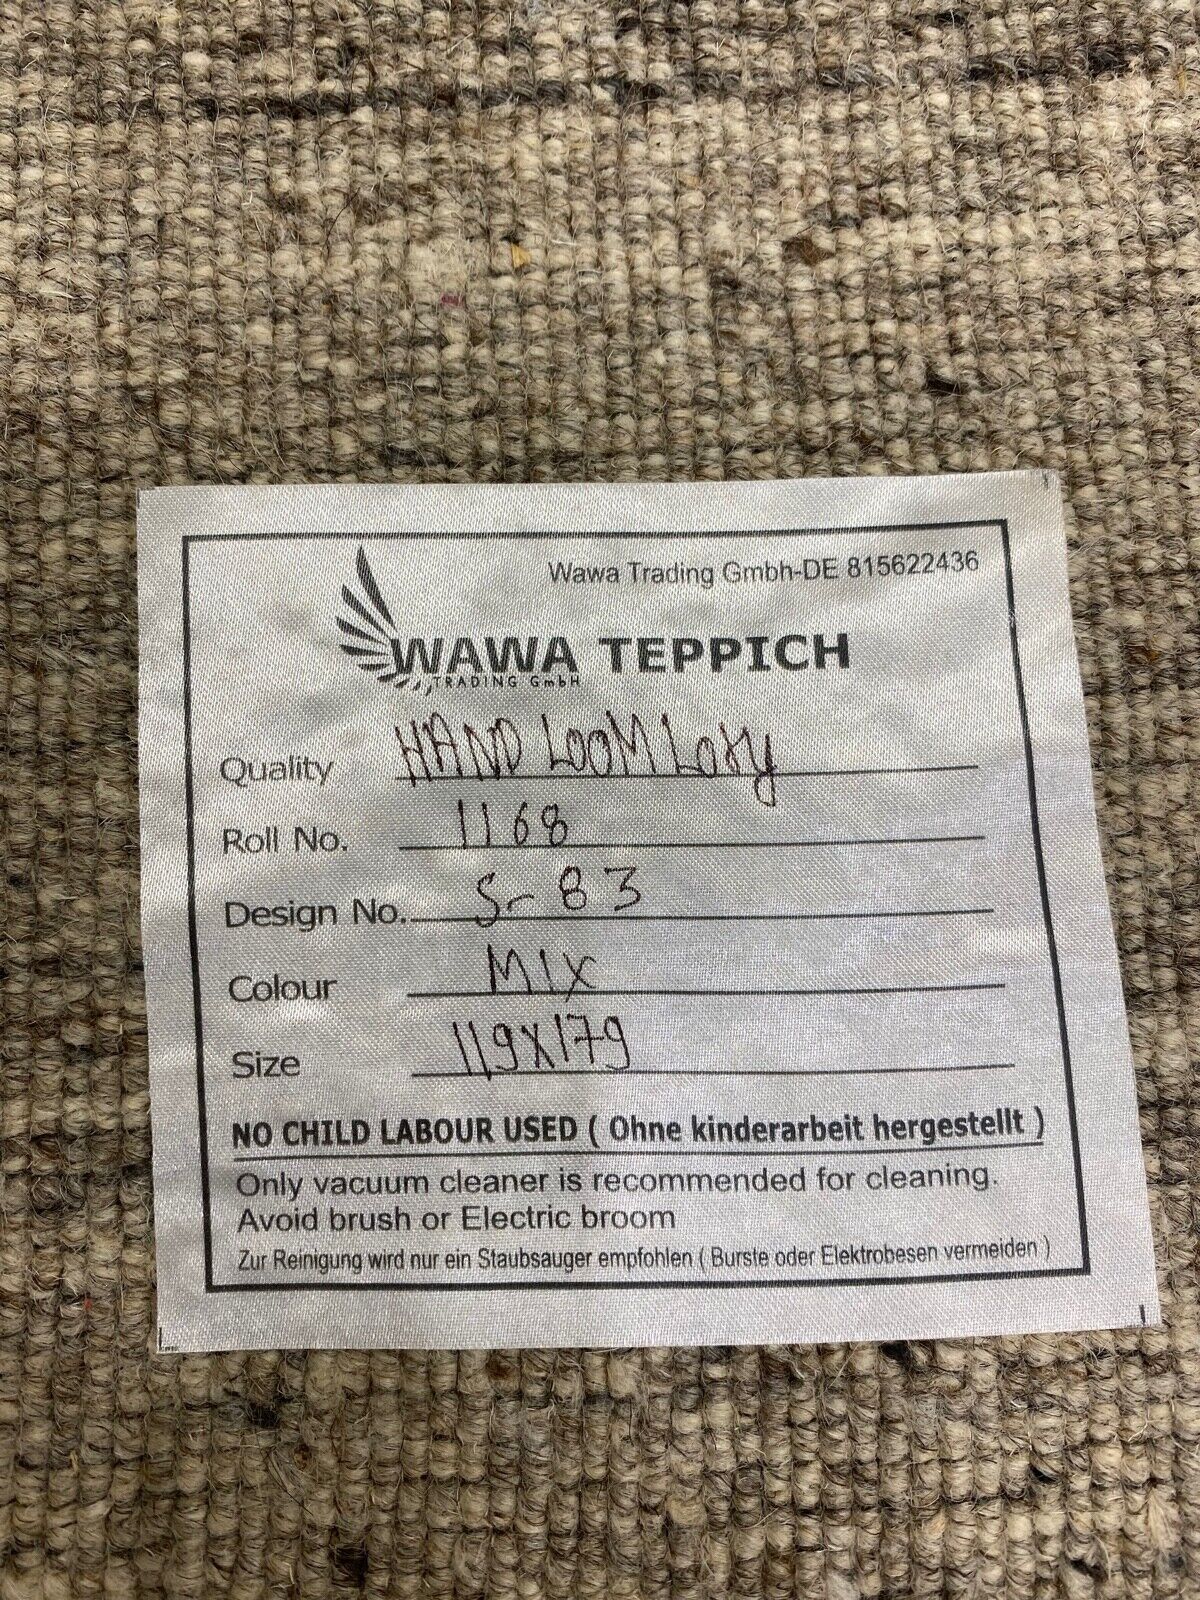 Wawa Trading Gmbh-DE 815622436
WAWA TEPPICH
TRADING GmbH
Quality HAND LOOM Lory
Roll No. 1168
Design No. S-83
Colour MIX
Size 119X179
NO CHILD LABOUR USED ( Ohne kinderarbeit hergestellt )
Only vacuum cleaner is recommended for cleaning.
Avoid brush or Electric broom
Zur Reinigung wird nur ein Staubsauger empfohlen ( Burste oder Elektrobesen vermeiden )